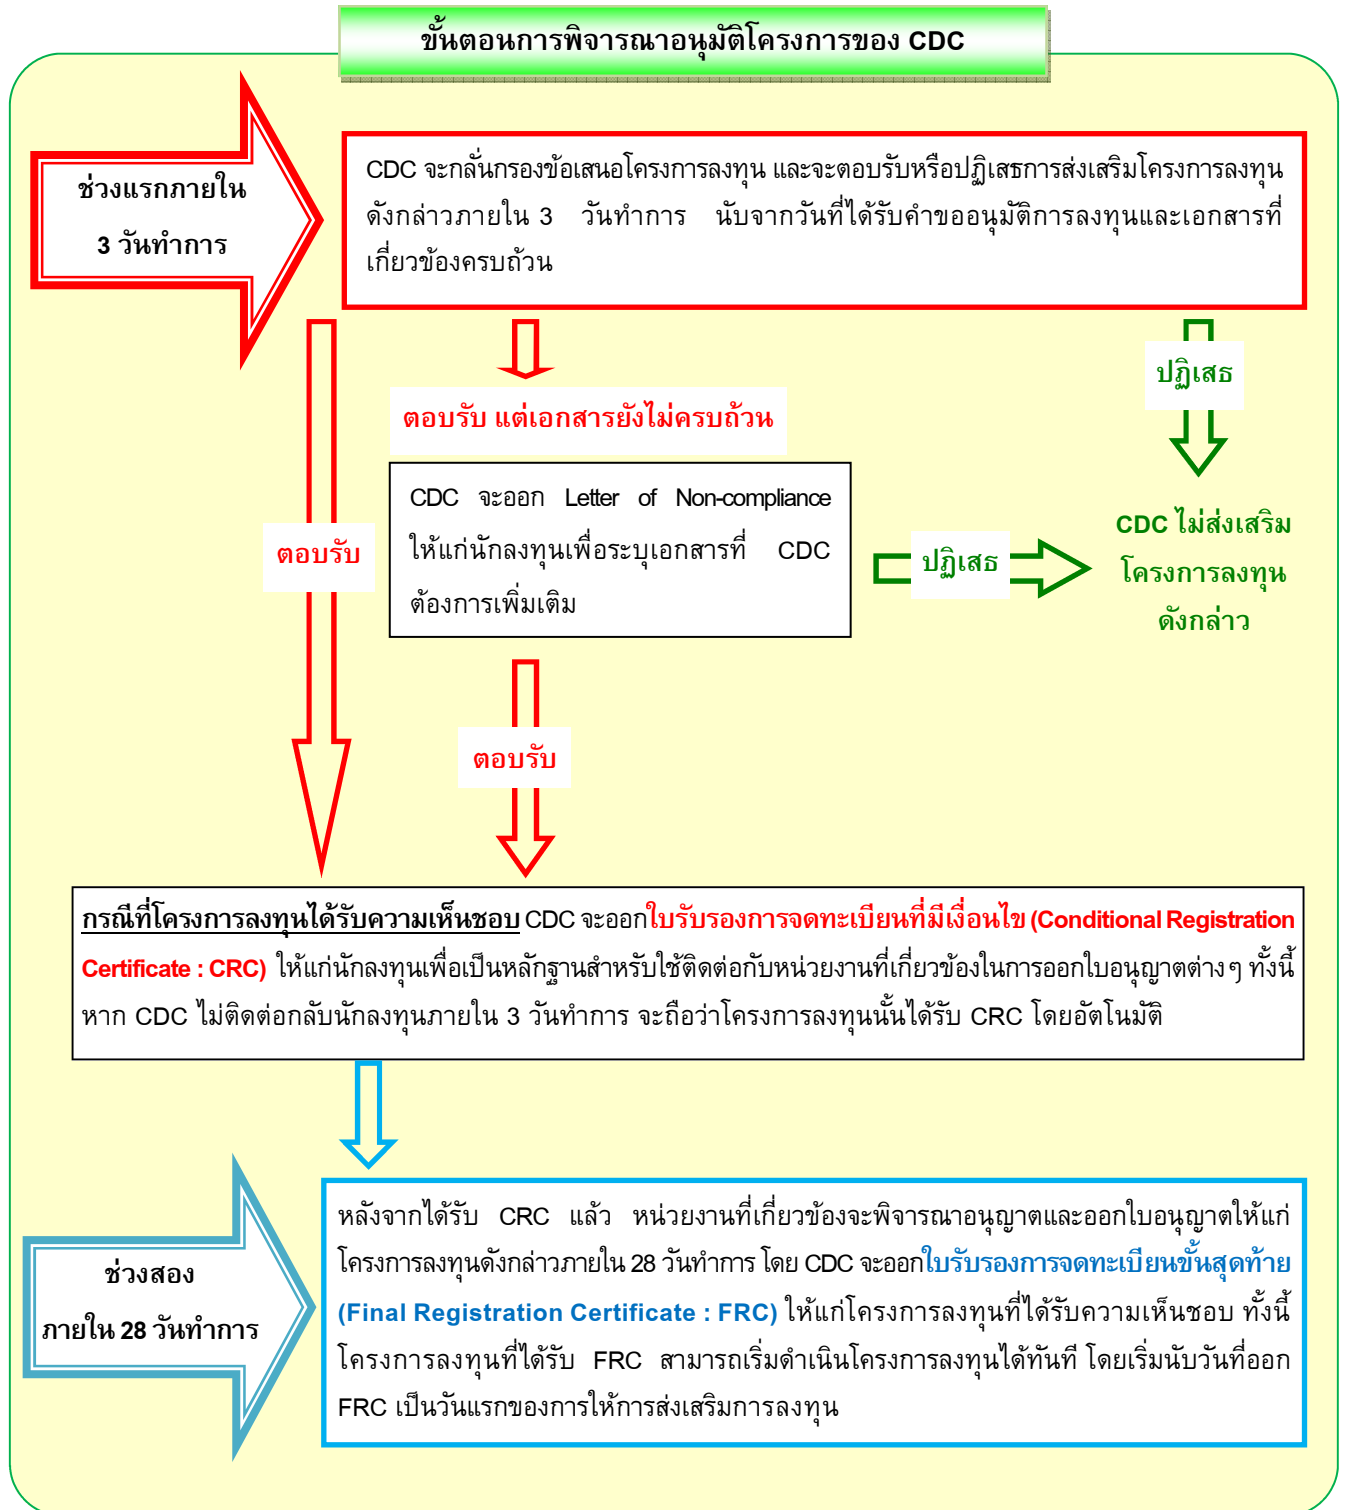 ขั้นตอนการพิจารณาอนุมัติโครงการของ CDC
ช่วงแรกภายใน
3 วันทำการ
CDC จะกลั่นกรองข้อเสนอโครงการลงทุน และจะตอบรับหรือปฏิเสธการส่งเสริมโครงการลงทุน
ดังกล่าวภายใน 3 วันทำการ นับจากวันที่ได้รับคำขออนุมัติการลงทุนและเอกสารที่
เกี่ยวข้องครบถ้วน
ปฏิเสธ
ตอบรับ แต่เอกสารยังไม่ครบถ้วน
ตอบรับ
CDC จะออก Letter of Non-compliance
ให้แก่นักลงทุนเพื่อระบุเอกสารที่ CDC
ต้องการเพิ่มเติม
ปฏิเสธ
CDC ไม่ส่งเสริม
โครงการลงทุน
ดังกล่าว
ตอบรับ
กรณีที่โครงการลงทุนได้รับความเห็นชอบ CDC จะออกใบรับรองการจดทะเบียนที่มีเงื่อนไข (Conditional Registration
Certificate : CRC) ให้แก่นักลงทุนเพื่อเป็นหลักฐานสำหรับใช้ติดต่อกับหน่วยงานที่เกี่ยวข้องในการออกใบอนุญาตต่างๆ ทั้งนี้
หาก CDC ไม่ติดต่อกลับนักลงทุนภายใน 3 วันทำการ จะถือว่าโครงการลงทุนนั้นได้รับ CRC โดยอัตโนมัติ
ช่วงสอง
ภายใน 28 วันทำการ
หลังจากได้รับ CRC แล้ว หน่วยงานที่เกี่ยวข้องจะพิจารณาอนุญาตและออกใบอนุญาตให้แก่
โครงการลงทุนดังกล่าวภายใน 28 วันทำการ โดย CDC จะออกใบรับรองการจดทะเบียนขั้นสุดท้าย
(Final Registration Certificate : FRC) ให้แก่โครงการลงทุนที่ได้รับความเห็นชอบ ทั้งนี้
โครงการลงทุนที่ได้รับ FRC สามารถเริ่มดำเนินโครงการลงทุนได้ทันที โดยเริ่มนับวันที่ออก
FRC เป็นวันแรกของการให้การส่งเสริมการลงทุน